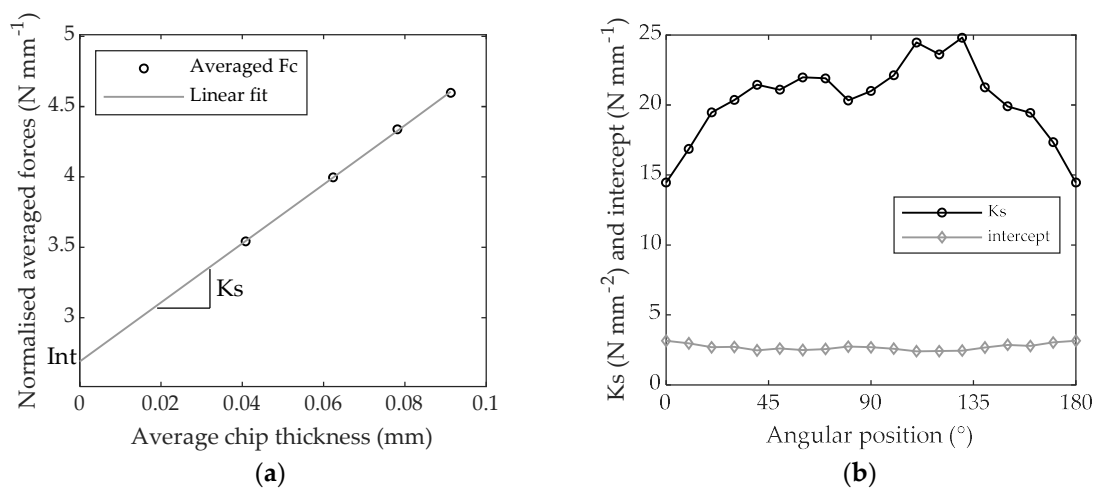 Normalised averaged forces (N mm⁻¹)
5
4.5
4
3.5
3
Int
Averaged Fc
Linear fit
Ks
0 0.02 0.04 0.06 0.08 0.1
Average chip thickness (mm)
(a)
Ks (N mm⁻²) and intercept (N mm⁻¹)
25
20
15
10
5
0
Ks
intercept
0 45 90 135 180
Angular position (°)
(b)